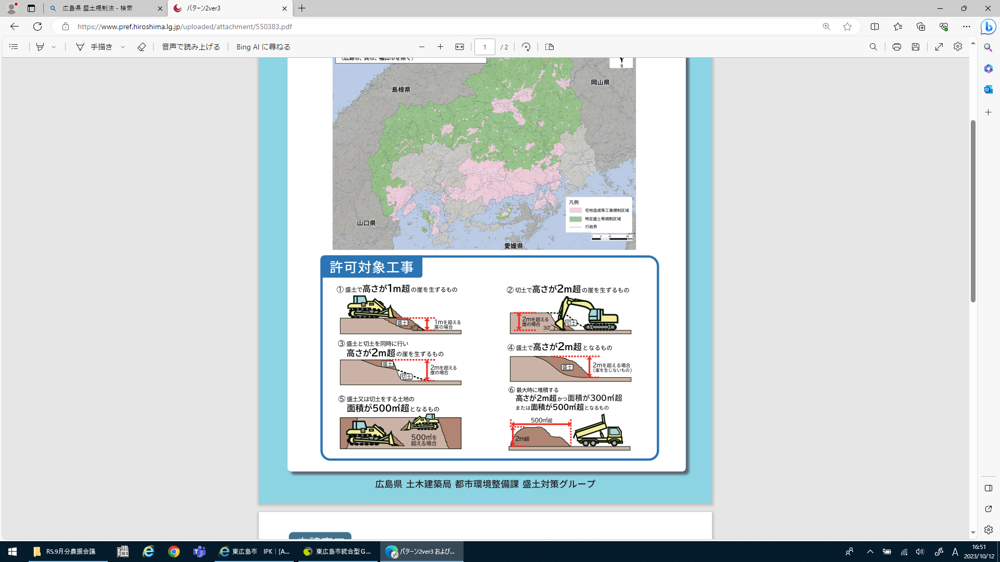 広島県 盛土規制法 - 検索
パターン2ver3
https://www.pref.hiroshima.lg.jp/uploaded/attachment/550383.pdf
手描き
音声で読み上げる
Bing AI に尋ねる
1
/ 2
(広島市、呉市、福山市を除く)
S
島根県
岡山県
山口県
愛媛県
凡例
宅地造成等工事規制区域
特定盛土等規制区域
行政界
許可対象工事
① 盛土で高さが1m超の崖を生ずるもの
盛土
30°
1mを超える
崖の場合
② 切土で高さが2m超の崖を生ずるもの
2mを超える
崖の場合
30°
切土
③ 盛土と切土を同時に行い
高さが2m超の崖を生ずるもの
盛土
切土
2mを超える
崖の場合
④ 盛土で高さが2m超となるもの
盛土
2mを超える場合
(崖を生じないもの)
⑤ 盛土又は切土をする土地の
面積が500㎡超となるもの
500㎡を
超える場合
⑥ 最大時に堆積する
高さが2m超かつ面積が300㎡超
または面積が500㎡超となるもの
500㎡超
2m超
広島県 土木建築局 都市環境整備課 盛土対策グループ
R5.9月分農振会議
東広島市 IPK | [A...
東広島市統合型G...
パターン2ver3 およびぴ...
A
16:51
2023/10/12